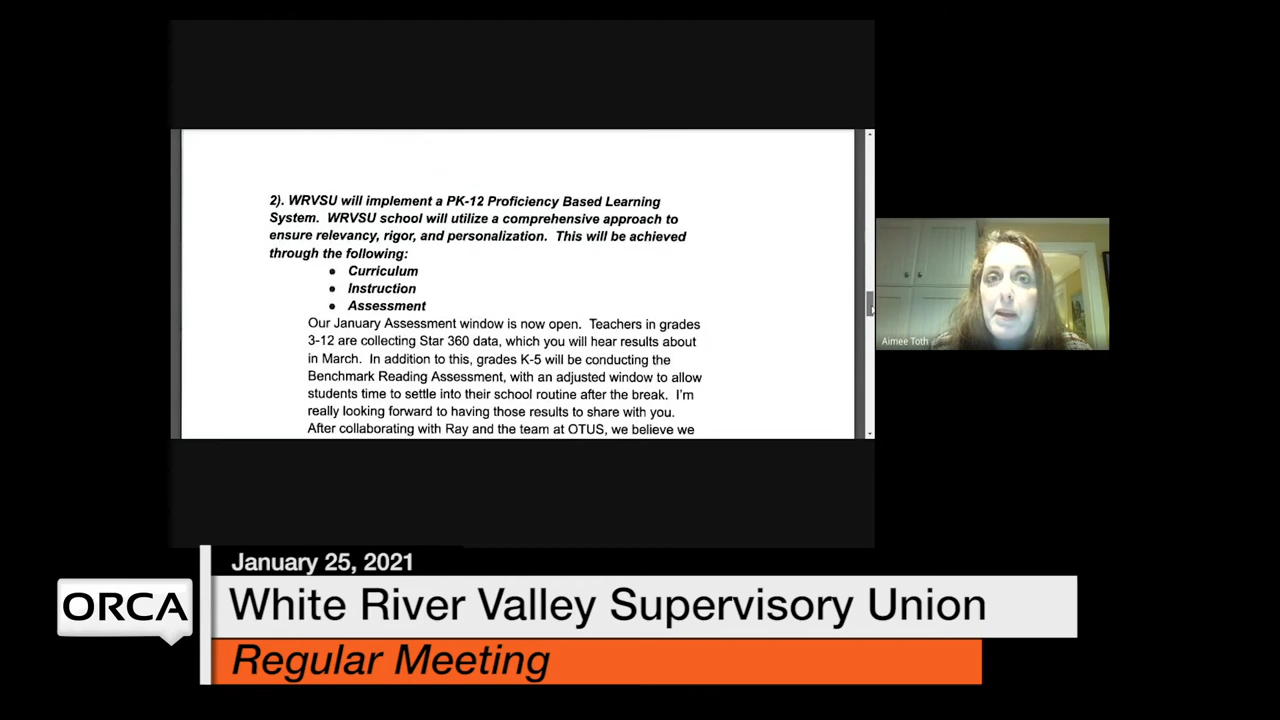 2). WRVSU will implement a PK-12 Proficiency Based Learning
System. WRVSU school will utilize a comprehensive approach to
ensure relevancy, rigor, and personalization. This will be achieved
through the following:
● Curriculum
● Instruction
● Assessment
Our January Assessment window is now open. Teachers in grades
3-12 are collecting Star 360 data, which you will hear results about
in March. In addition to this, grades K-5 will be conducting the
Benchmark Reading Assessment, with an adjusted window to allow
students time to settle into their school routine after the break. I'm
really looking forward to having those results to share with you.
After collaborating with Ray and the team at OTUS, we believe we
Aimee Toth
January 25, 2021
ORCA
White River Valley Supervisory Union
Regular Meeting